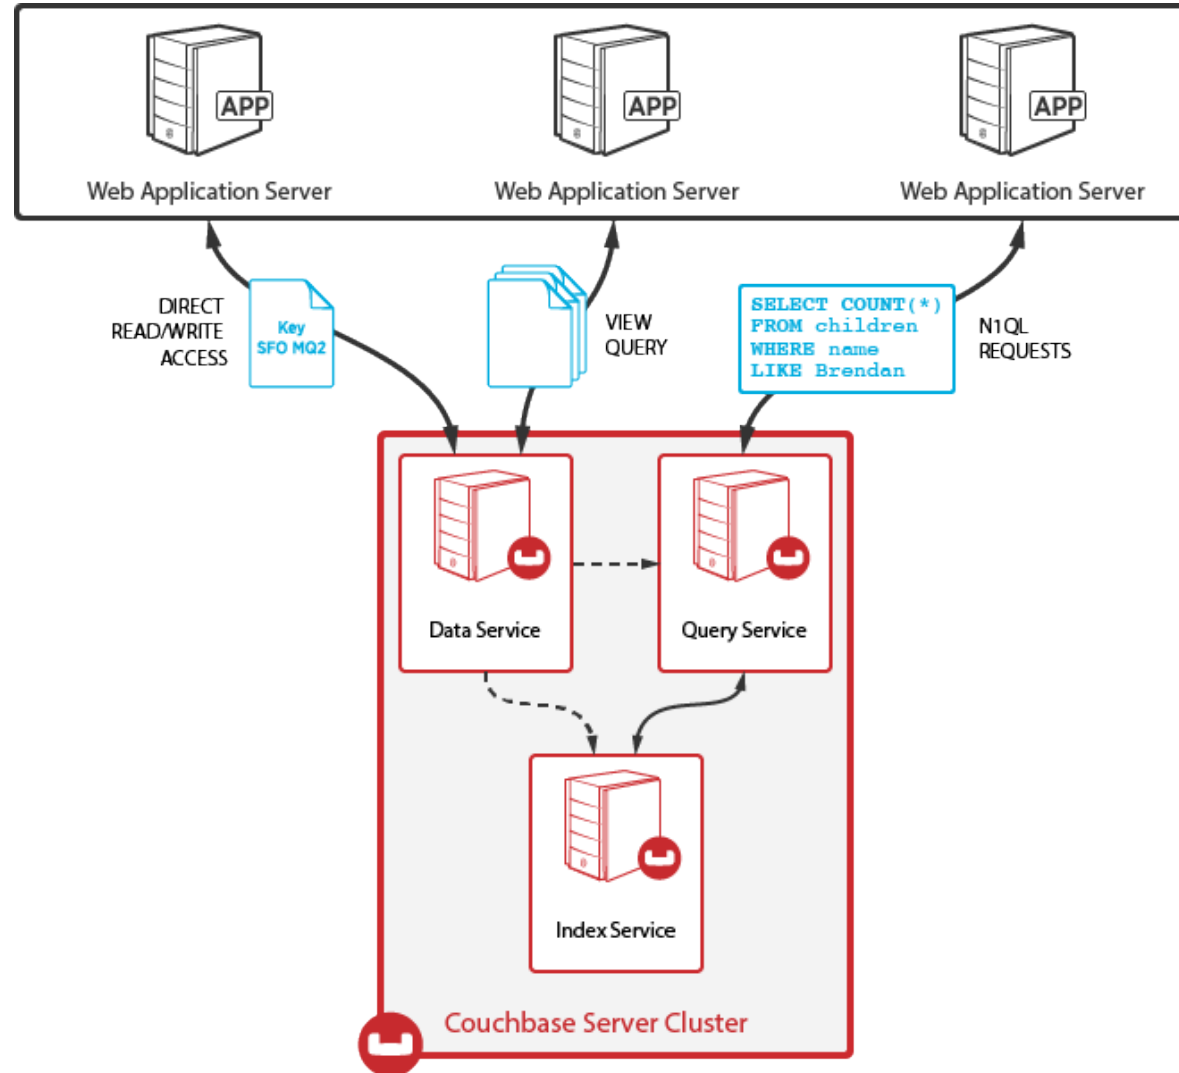 APP
APP
APP
Web Application Server
Web Application Server
Web Application Server
DIRECT
READ/WRITE
ACCESS
Key
SFO MQ2
VIEW
QUERY
SELECT COUNT(*)
FROM children
WHERE name
LIKE Brendan
N1QL
REQUESTS
Data Service
Query Service
Index Service
Couchbase Server Cluster